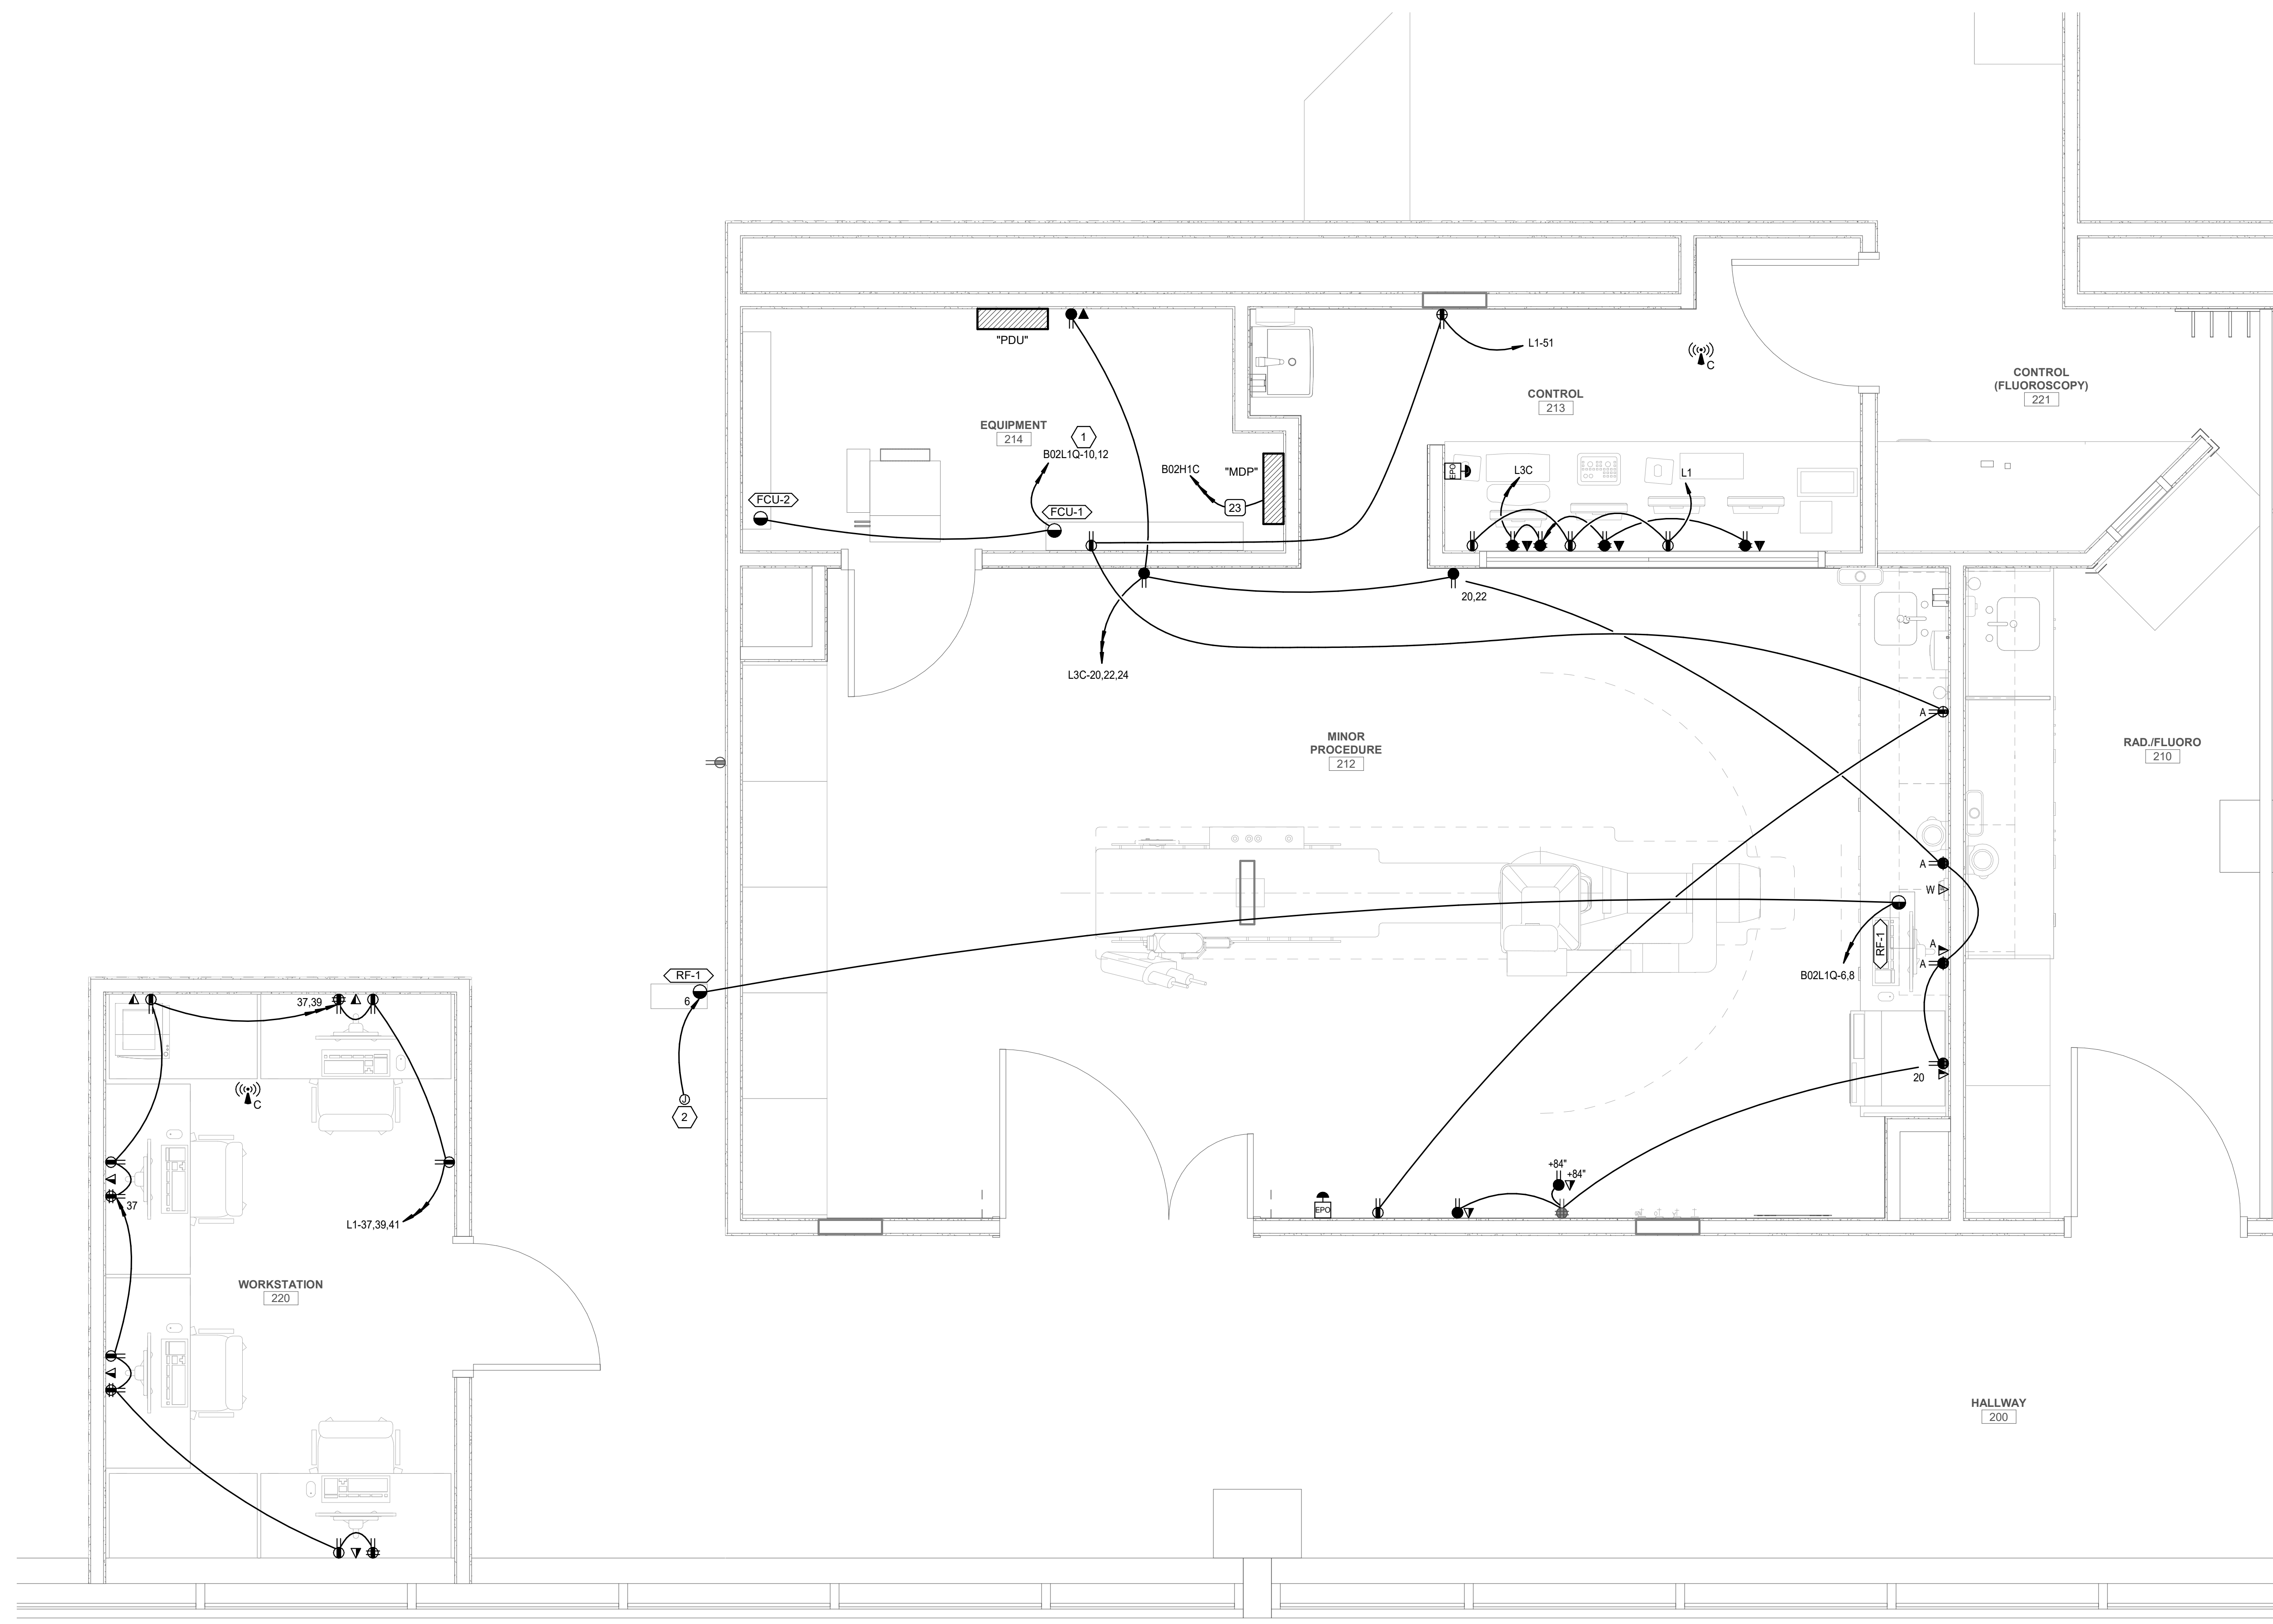 "PDU"
L1-51
C
CONTROL
(FLUOROSCOPY)
221
CONTROL
213
EQUIPMENT
214
1
B02L1Q-10,12
B02H1C
"MDP"
EPO
L3C
L1
FCU-2
FCU-1
23
20,22
L3C-20,22,24
A
MINOR
PROCEDURE
212
RAD./FLUORO
210
A
W
A
A
RF-1
B02L1Q-6,8
RF-1
6
37,39
20
C
J
2
+84"
+84"
37
EPO
L1-37,39,41
WORKSTATION
220
HALLWAY
200